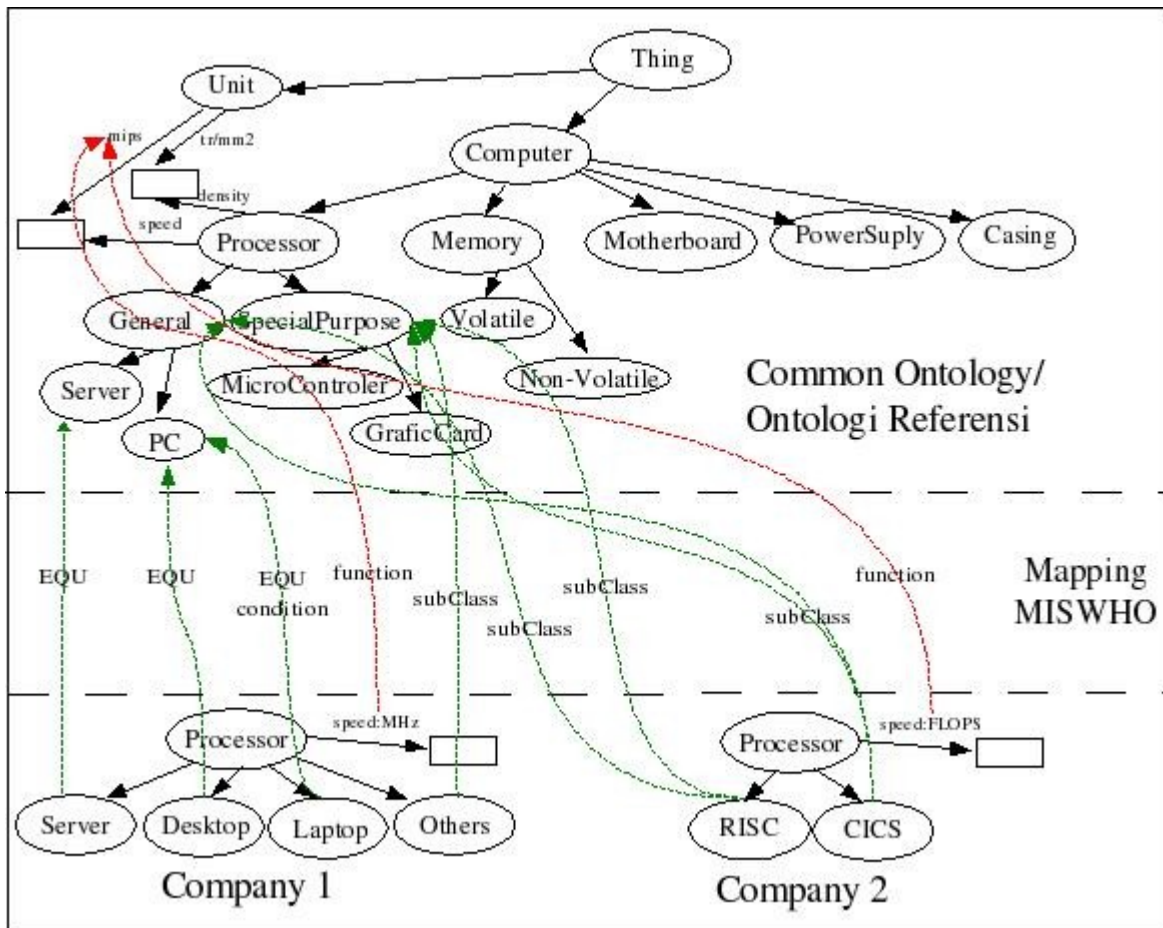 Thing
Unit
mips
tr/mm2
Computer
density
speed
Processor
Memory
Motherboard
PowerSuply
Casing
General
SpecialPurpose
Volatile
Server
MicroControler
Non-Volatile
PC
GraficCard
Common Ontology/
Ontologi Referensi
EQU
EQU
EQU
condition
function
subClass
subClass
subClass
subClass
function
Mapping
MISWHO
Processor
speed:MHz
Processor
speed:FLOPS
Server
Desktop
Laptop
Others
RISC
CICS
Company 1
Company 2